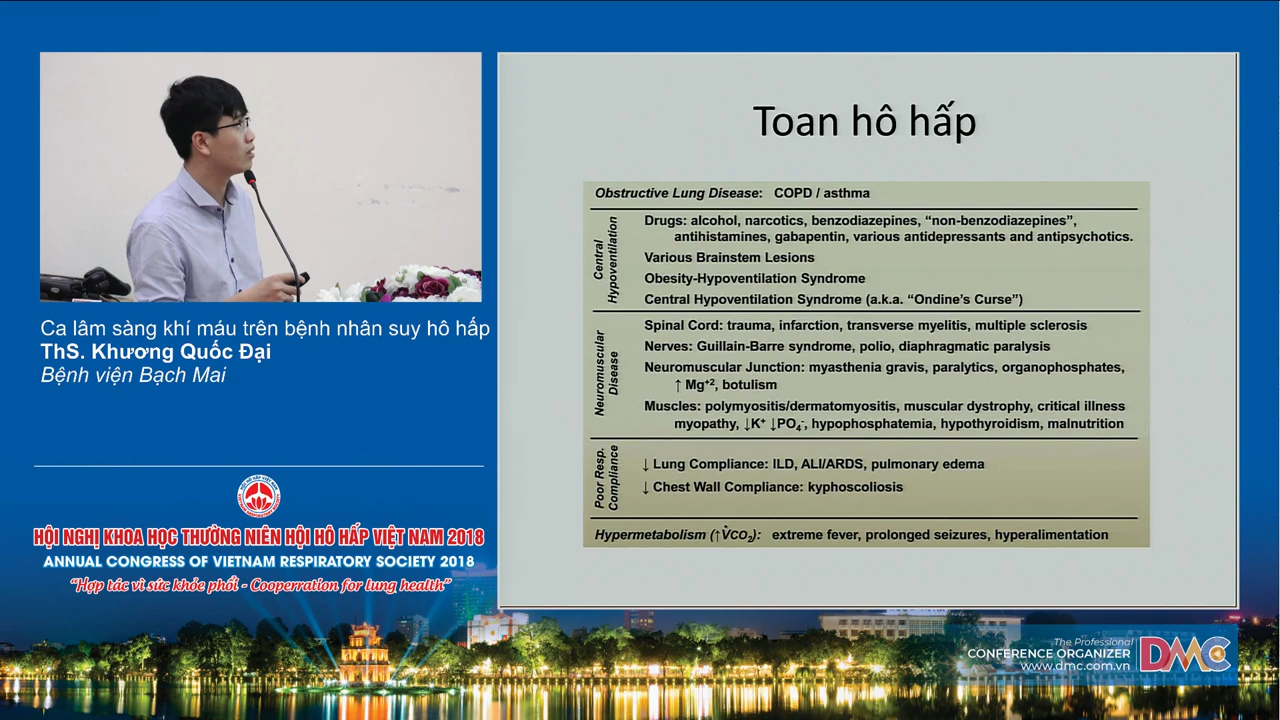 Ca lâm sàng khí máu trên bệnh nhân suy hô hấp
ThS. Khương Quốc Đại
Bệnh viện Bạch Mai
HỘI NGHỊ KHOA HỌC THƯỜNG NIÊN HỘI HÔ HẤP VIỆT NAM 2018
ANNUAL CONGRESS OF VIETNAM RESPIRATORY SOCIETY 2018
“Hợp tác vì sức khỏe phổi - Cooperration for lung health”
Toan hô hấp
Obstructive Lung Disease: COPD / asthma
Central
Hypoventilation
Drugs: alcohol, narcotics, benzodiazepines, “non-benzodiazepines”,
antihistamines, gabapentin, various antidepressants and antipsychotics.
Various Brainstem Lesions
Obesity-Hypoventilation Syndrome
Central Hypoventilation Syndrome (a.k.a. “Ondine’s Curse”)
Neuromuscular
Disease
Spinal Cord: trauma, infarction, transverse myelitis, multiple sclerosis
Nerves: Guillain-Barre syndrome, polio, diaphragmatic paralysis
Neuromuscular Junction: myasthenia gravis, paralytics, organophosphates,
↑ Mg⁺², botulism
Muscles: polymyositis/dermatomyositis, muscular dystrophy, critical illness
myopathy, ↓K⁺ ↓PO₄⁻, hypophosphatemia, hypothyroidism, malnutrition
Poor Resp.
Compliance
↓ Lung Compliance: ILD, ALI/ARDS, pulmonary edema
↓ Chest Wall Compliance: kyphoscoliosis
Hypermetabolism (↑V̇CO₂): extreme fever, prolonged seizures, hyperalimentation
The Professional
CONFERENCE ORGANIZER
www.dmc.com.vn
DMC